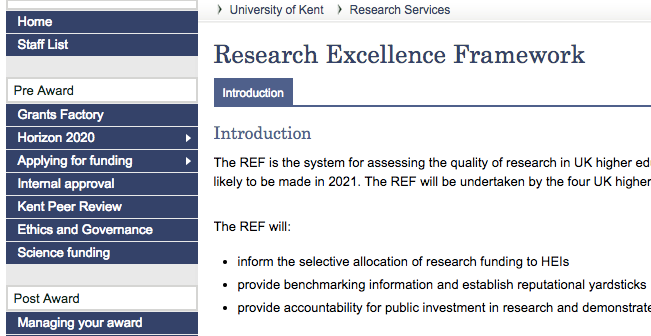 Home
Staff List
Pre Award
Grants Factory
Horizon 2020
Applying for funding
Internal approval
Kent Peer Review
Ethics and Governance
Science funding
Post Award
Managing your award
University of Kent
Research Services
Research Excellence Framework
Introduction
Introduction
The REF is the system for assessing the quality of research in UK higher
likely to be made in 2021. The REF will be undertaken by the four UK higher
The REF will:
• inform the selective allocation of research funding to HEIs
• provide benchmarking information and establish reputational yardsticks
• provide accountability for public investment in research and demonstrate